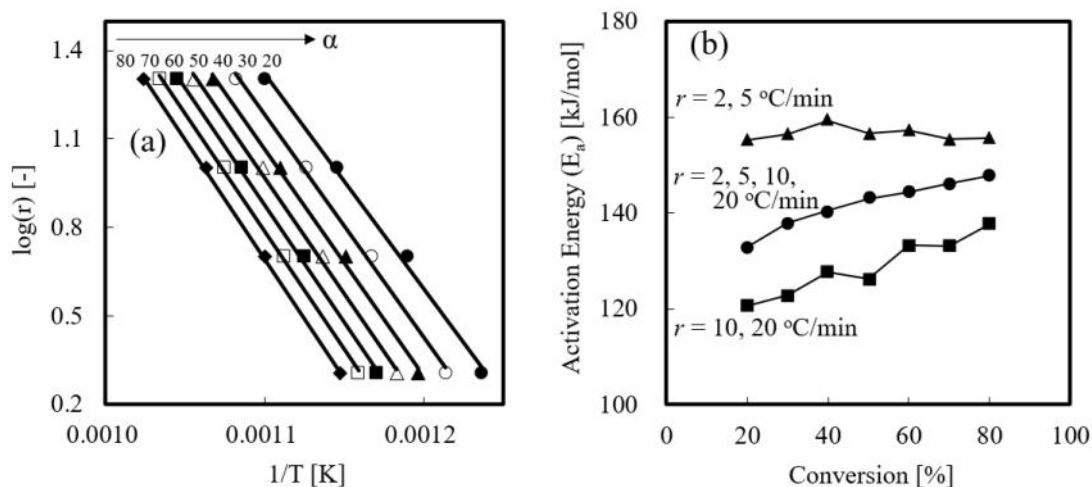 1.4
1.1
0.8
0.5
0.2
log(r) [-]
α
80 70 60 50 40 30 20
(a)
0.0010 0.0011 0.0012
1/T [K]
180
160
140
120
100
Activation Energy (Eₐ) [kJ/mol]
(b)
r = 2, 5 °C/min
r = 2, 5, 10,
20 °C/min
r = 10, 20 °C/min
0 20 40 60 80 100
Conversion [%]